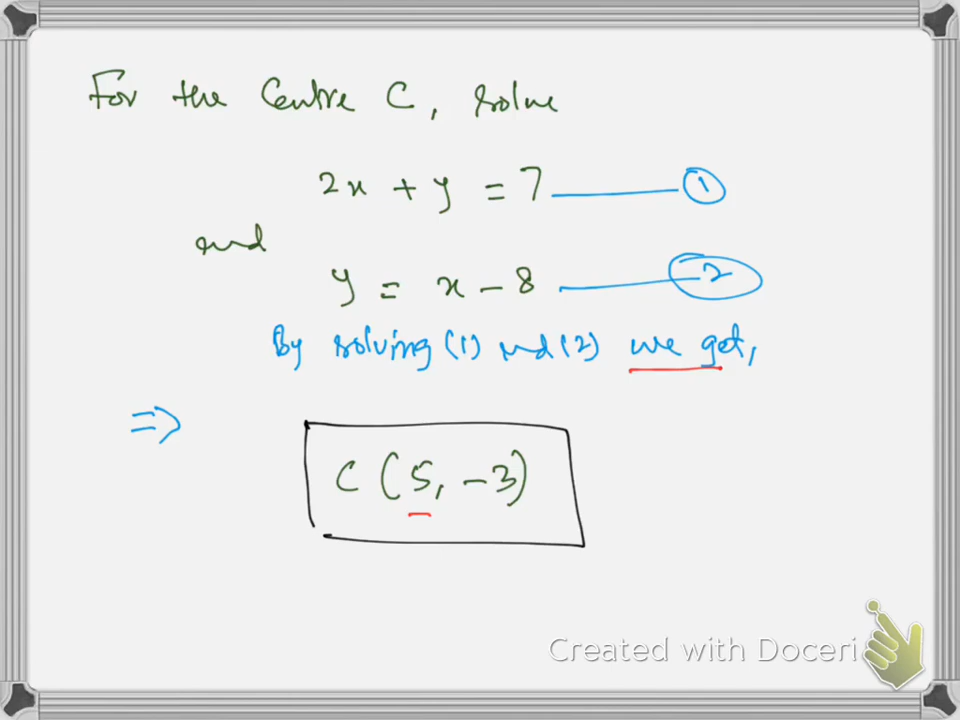 For the Centre C, solve
2x + y = 7 ——— 1
and
y = x - 8 ——— 2
By solving (1) and (2) we get,
⇒
C (5, -3)
Created with Doceri